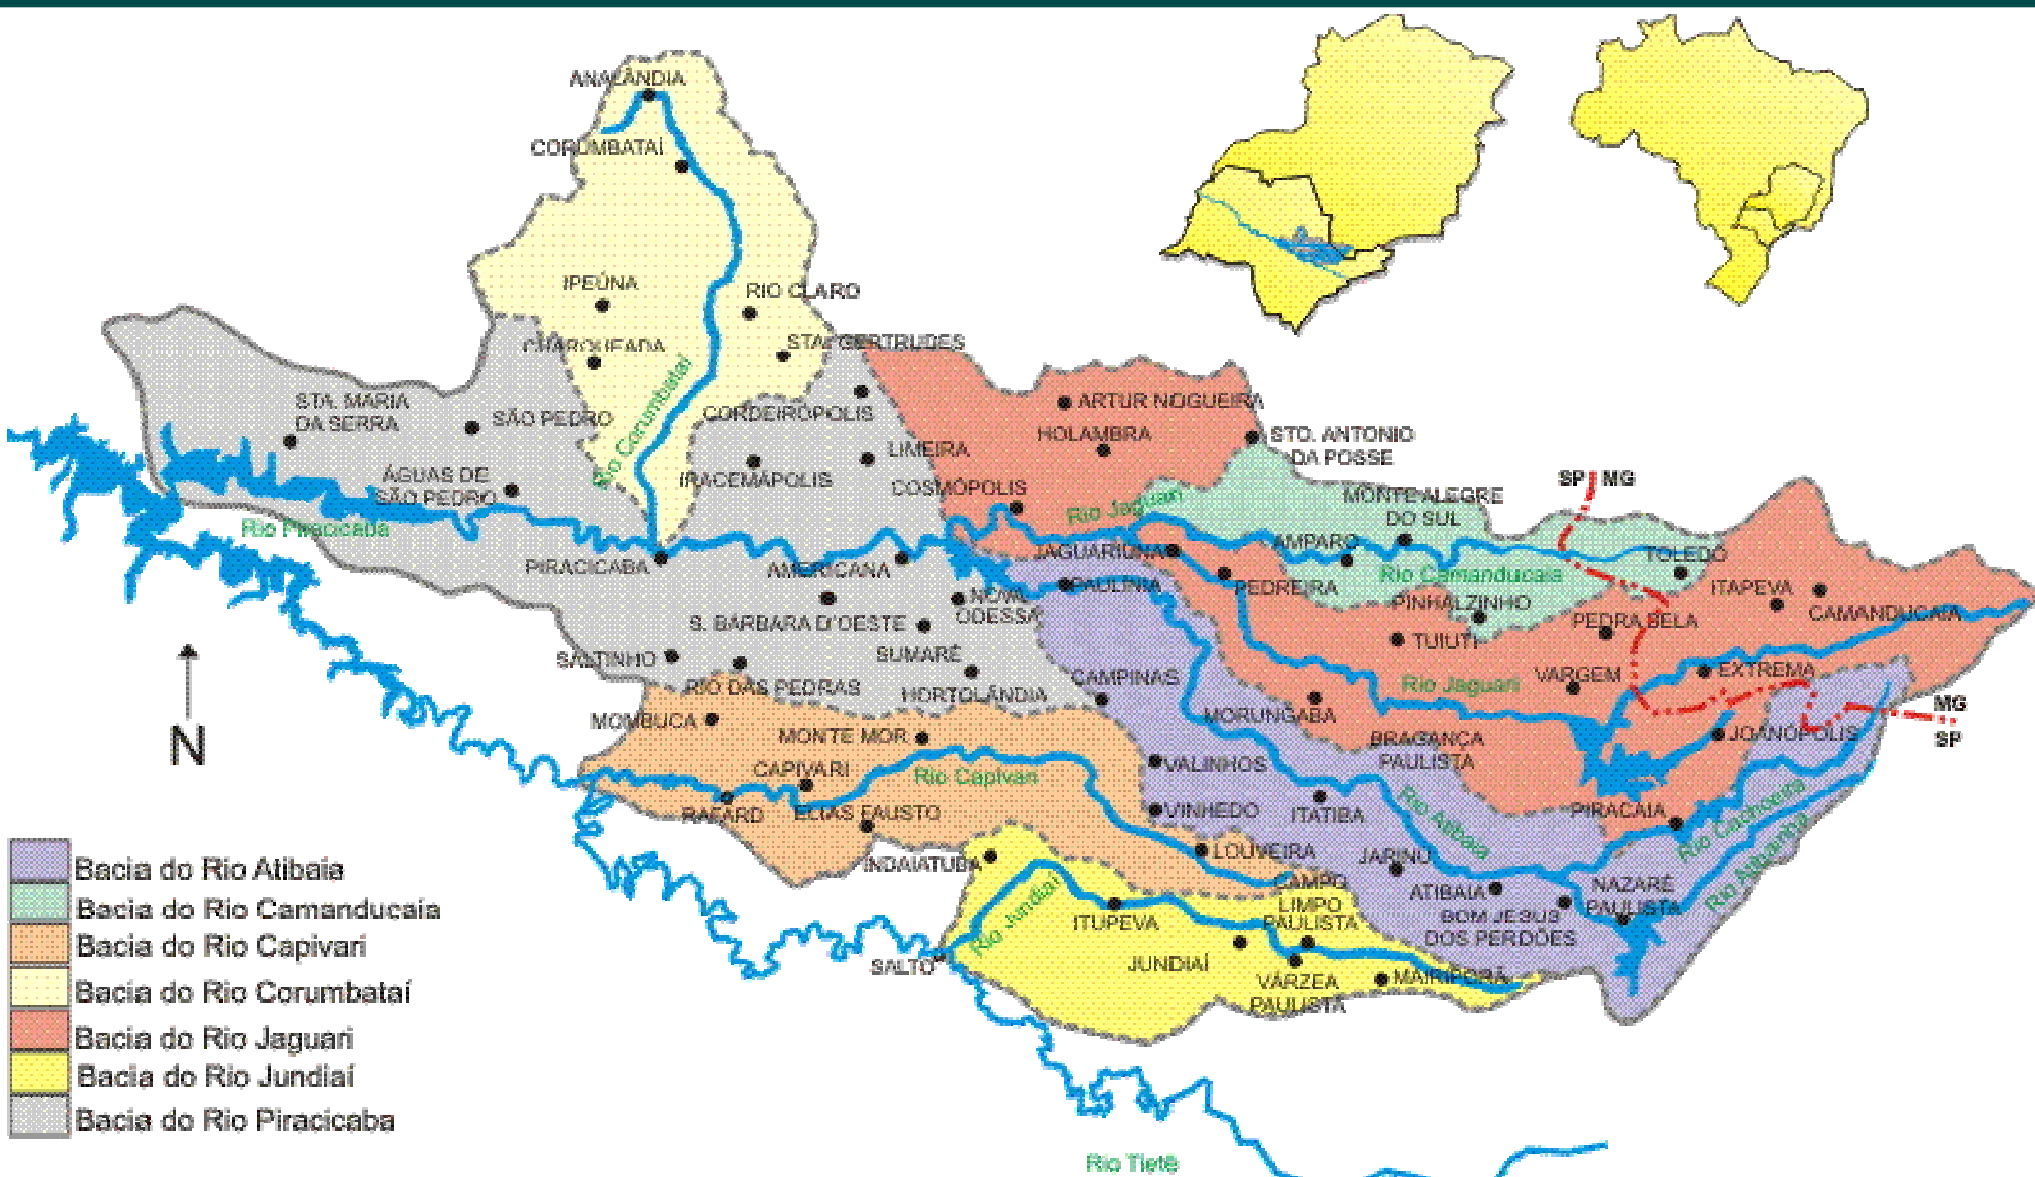 ANALÂNDIA
CORUMBATAÍ
IPEÚNA
RIO CLARO
CHARQUEADA
STA. GERTRUDES
Rio Corumbataí
STA. MARIA
DA SERRA
SÃO PEDRO
CORDEIRÓPOLIS
ARTUR NOGUEIRA
HOLAMBRA
STO. ANTONIO
DA POSSE
LIMEIRA
ÁGUAS DE
SÃO PEDRO
IRACEMÁPOLIS
COSMÓPOLIS
Rio Jaguari
MONTE ALEGRE
DO SUL
SP
MG
Rio Piracicaba
PIRACICABA
AMERICANA
JAGUARIÚNA
AMPARO
TOLEDO
Rio Camanducaia
PAULÍNIA
PEDREIRA
ITAPEVA
NOVA
ODESSA
PINHALZINHO
PEDRA BELA
CAMANDUCAIA
S. BÁRBARA D'OESTE
TUIUTI
SALTINHO
SUMARÉ
EXTREMA
VARGEM
CAMPINAS
RIO DAS PEDRAS
HORTOLÂNDIA
Rio Jaguari
MG
SP
MOMBUCA
MORUNGABA
MONTE MOR
BRAGANÇA
PAULISTA
JOANÓPOLIS
CAPIVARI
Rio Capivari
VALINHOS
RAFARD
ELIAS FAUSTO
VINHEDO
ITATIBA
Rio Atibaia
PIRACAIA
Rio Cachoeira
Rio Atibainha
INDAIATUBA
LOUVEIRA
JARINU
CAMPO
LIMPO
PAULISTA
ATIBAIA
NAZARÉ
PAULISTA
BOM JESUS
DOS PERDÕES
Rio Jundiaí
ITUPEVA
SALTO
JUNDIAÍ
VÁRZEA
PAULISTA
MAIRIPORÃ
Rio Tietê
N
Bacia do Rio Atibaia
Bacia do Rio Camanducaia
Bacia do Rio Capivari
Bacia do Rio Corumbataí
Bacia do Rio Jaguari
Bacia do Rio Jundiaí
Bacia do Rio Piracicaba